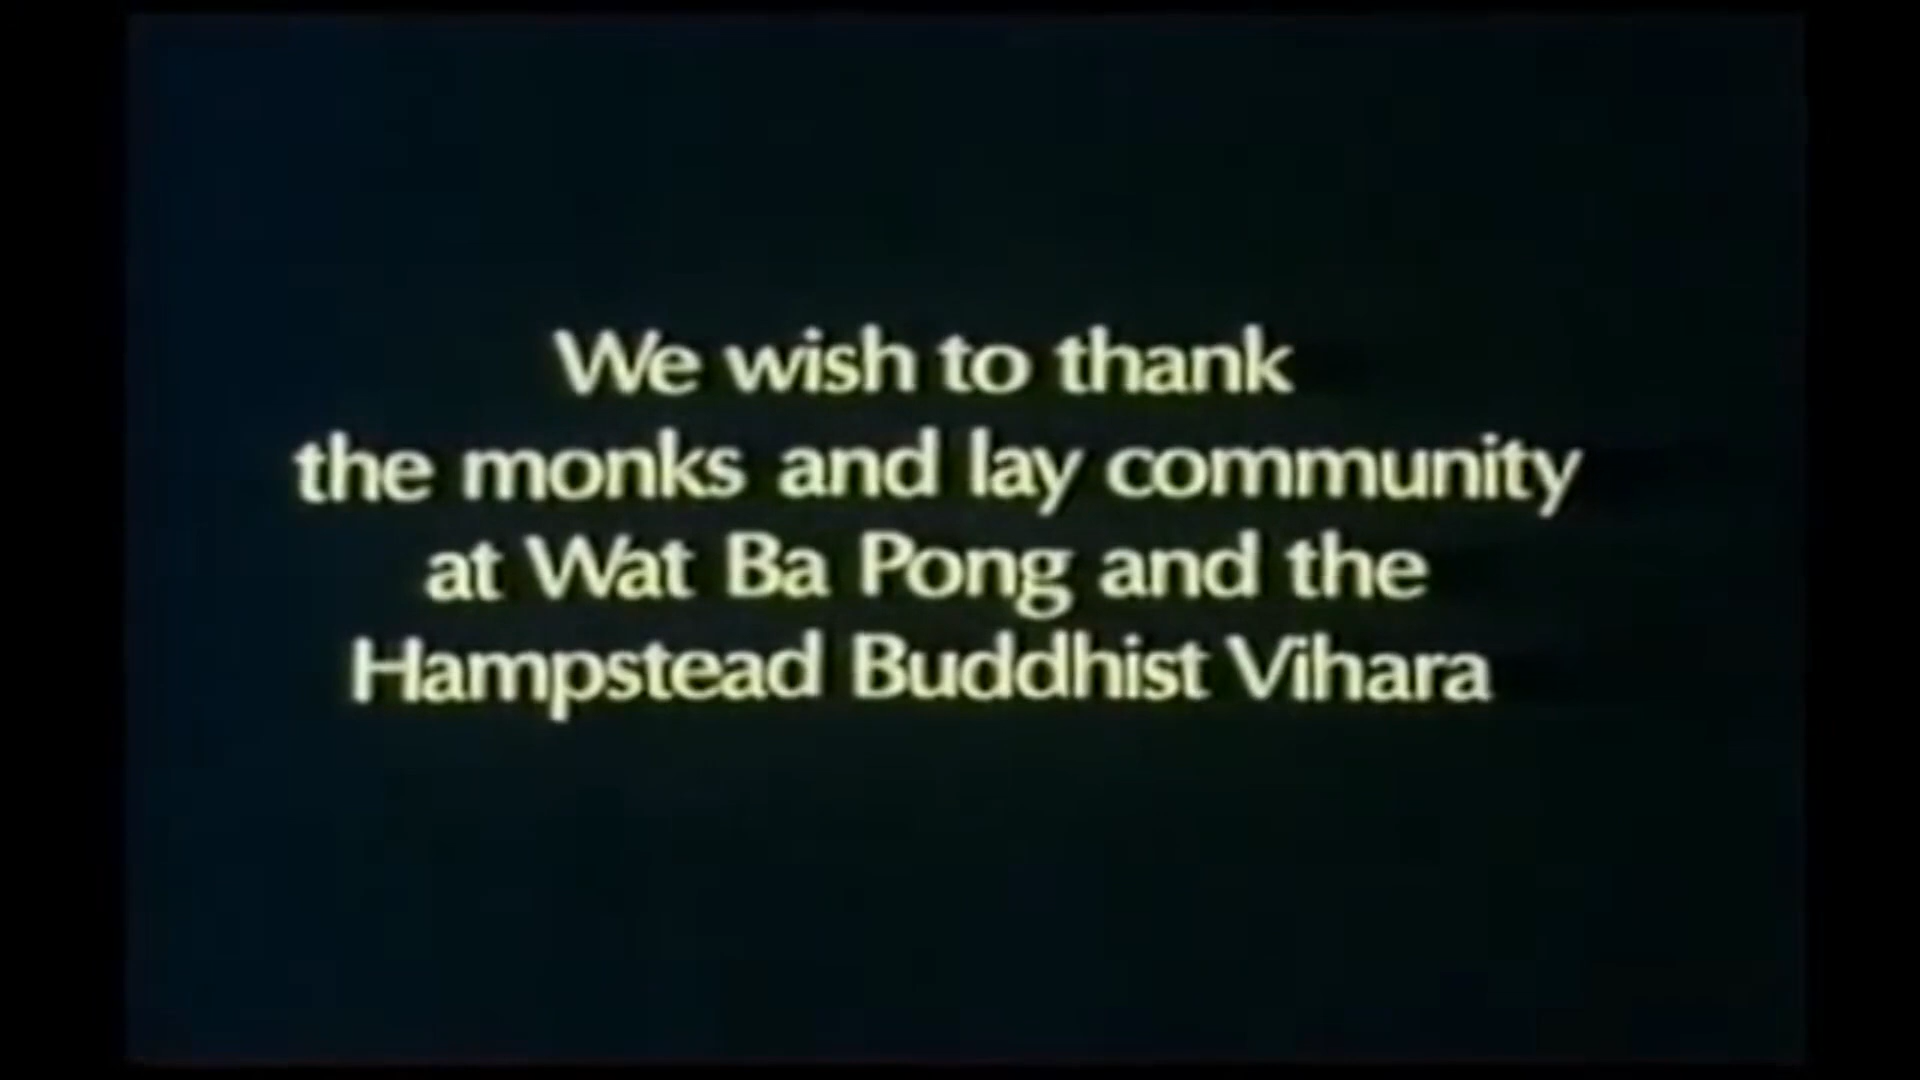 We wish to thank
the monks and lay community
at Wat Ba Pong and the
Hampstead Buddhist Vihara